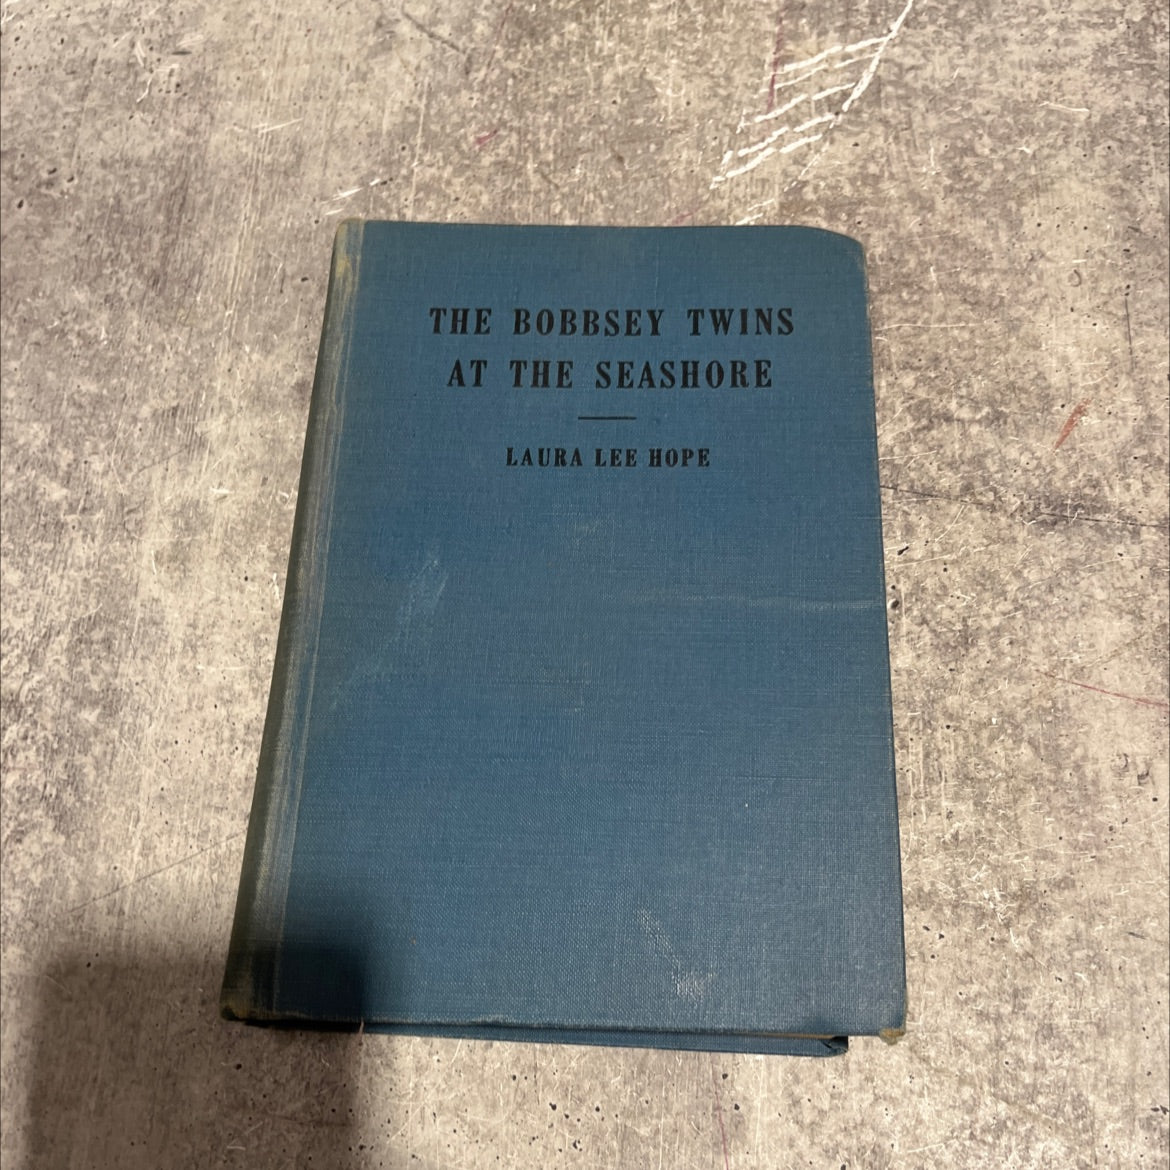 THE BOBBSEY TWINS
AT THE SEASHORE
LAURA LEE HOPE